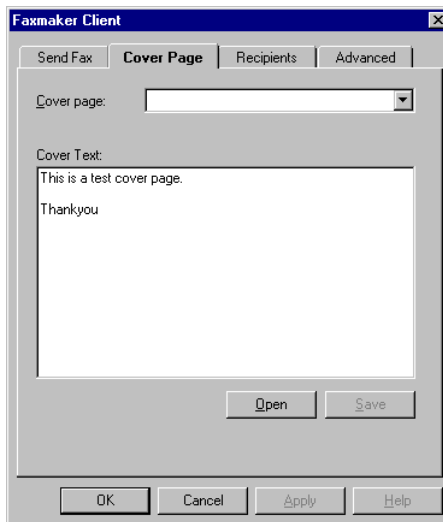 Faxmaker Client
Send Fax Cover Page Recipients Advanced
Cover page:
Cover Text:
This is a test cover page.
Thankyou
Open Save
OK Cancel Apply Help